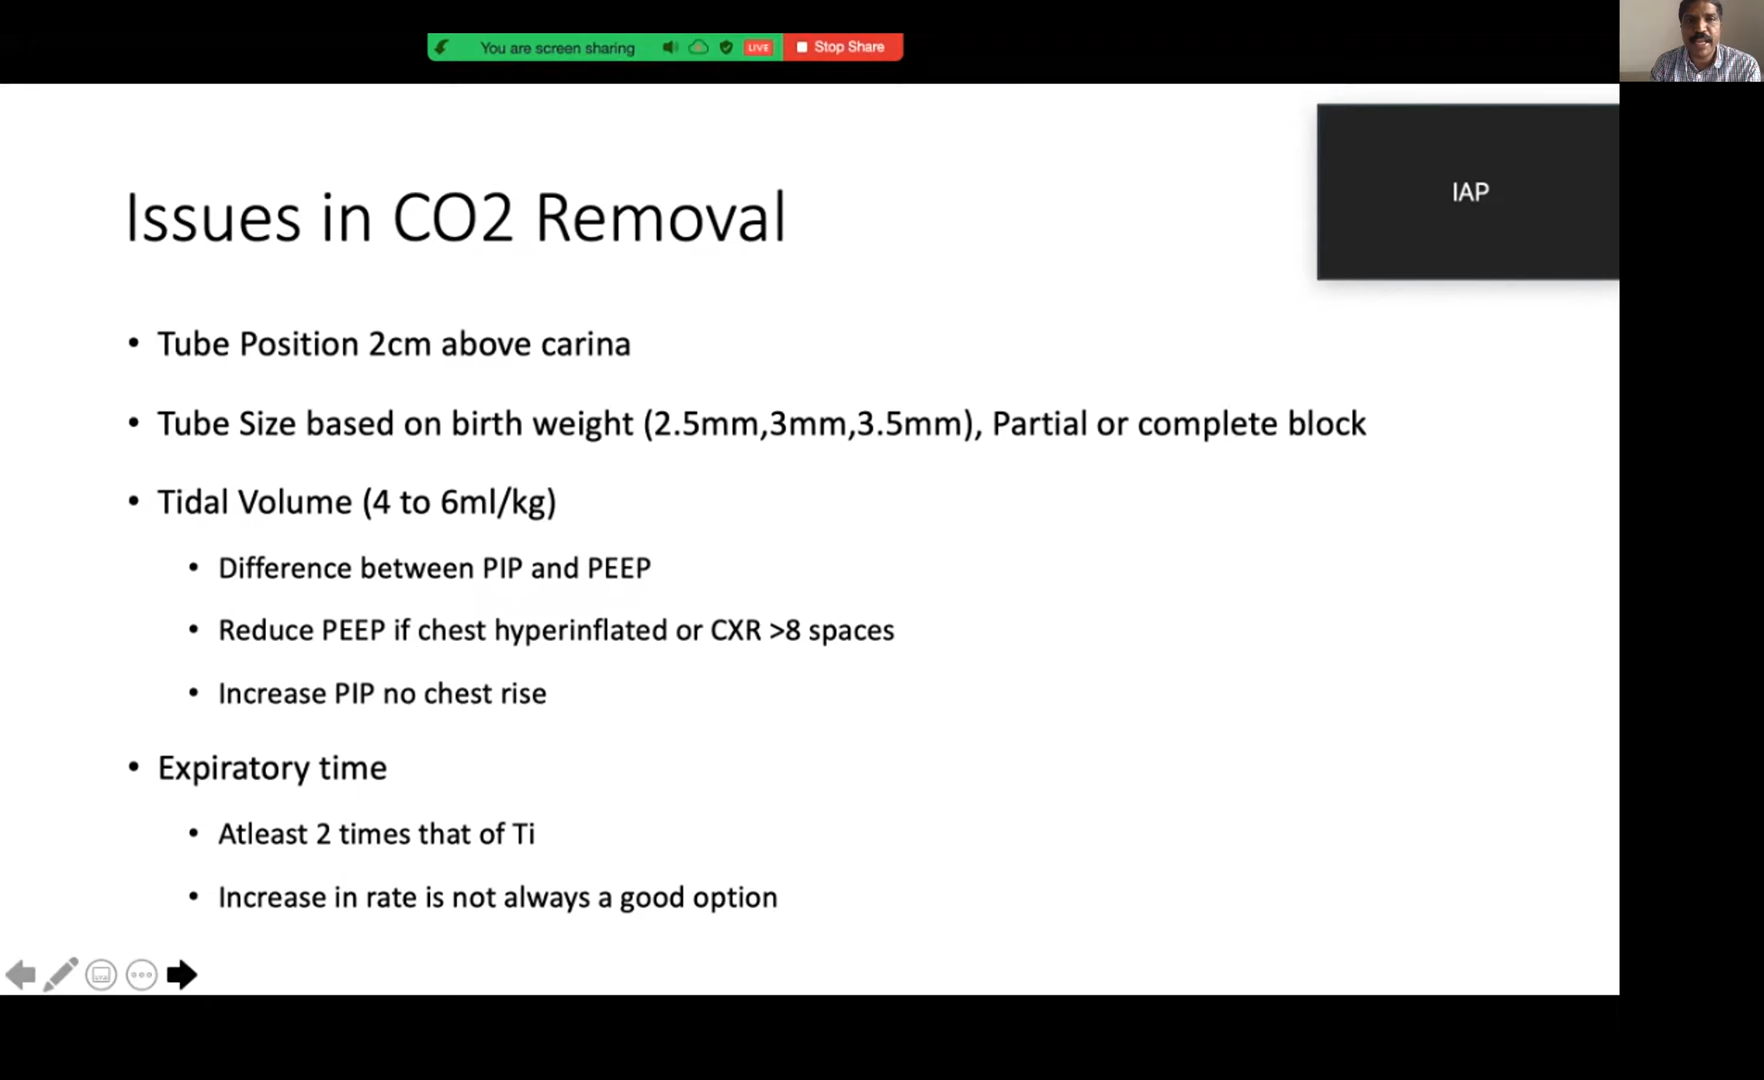 You are screen sharing
LIVE
Stop Share
IAP
Issues in CO2 Removal
• Tube Position 2cm above carina
• Tube Size based on birth weight (2.5mm,3mm,3.5mm), Partial or complete block
• Tidal Volume (4 to 6ml/kg)
• Difference between PIP and PEEP
• Reduce PEEP if chest hyperinflated or CXR >8 spaces
• Increase PIP no chest rise
• Expiratory time
• Atleast 2 times that of Ti
• Increase in rate is not always a good option